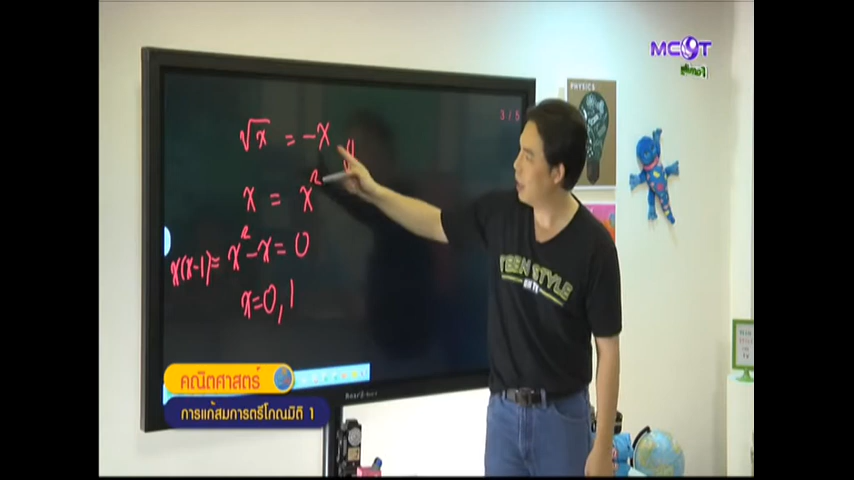 MCOT
PHYSICS
3 / 5
√x = -x
x = x²
x(x-1) = x² - x = 0
x = 0, 1
TEEN STYLE
คณิตศาสตร์
การแก้สมการตรีโกณมิติ 1